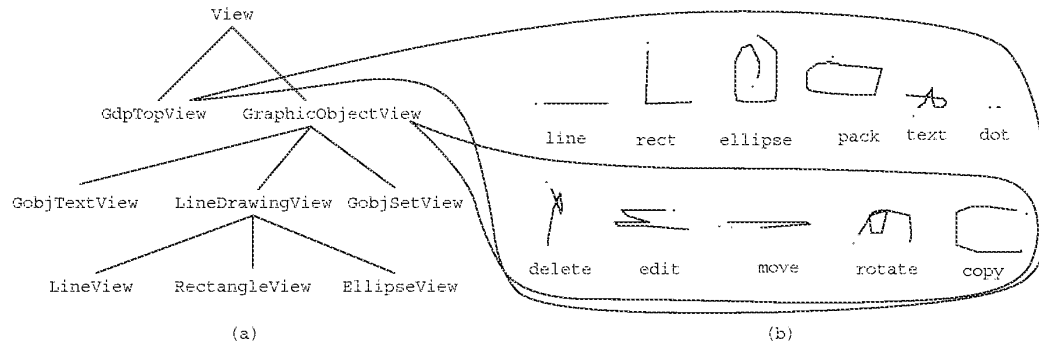 View
GdpTopView GraphicObjectView
line rect ellipse pack text dot
GobjTextView LineDrawingView GobjSetView
delete edit move rotate copy
LineView RectangleView EllipseView
(a) (b)